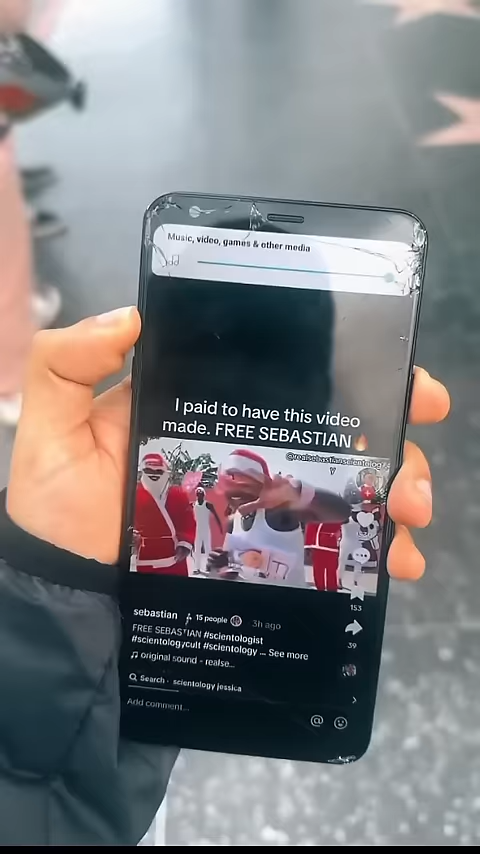 Music, video, games & other media
I paid to have this video
made. FREE SEBASTIAN🔥
@realsebastianscientology
sebastian 15 people 3h ago
FREE SEBASTIAN #scientologist
#scientologycult #scientology ... See more
original sound - realse...
Search · scientology jessica
Add comment...
153
39